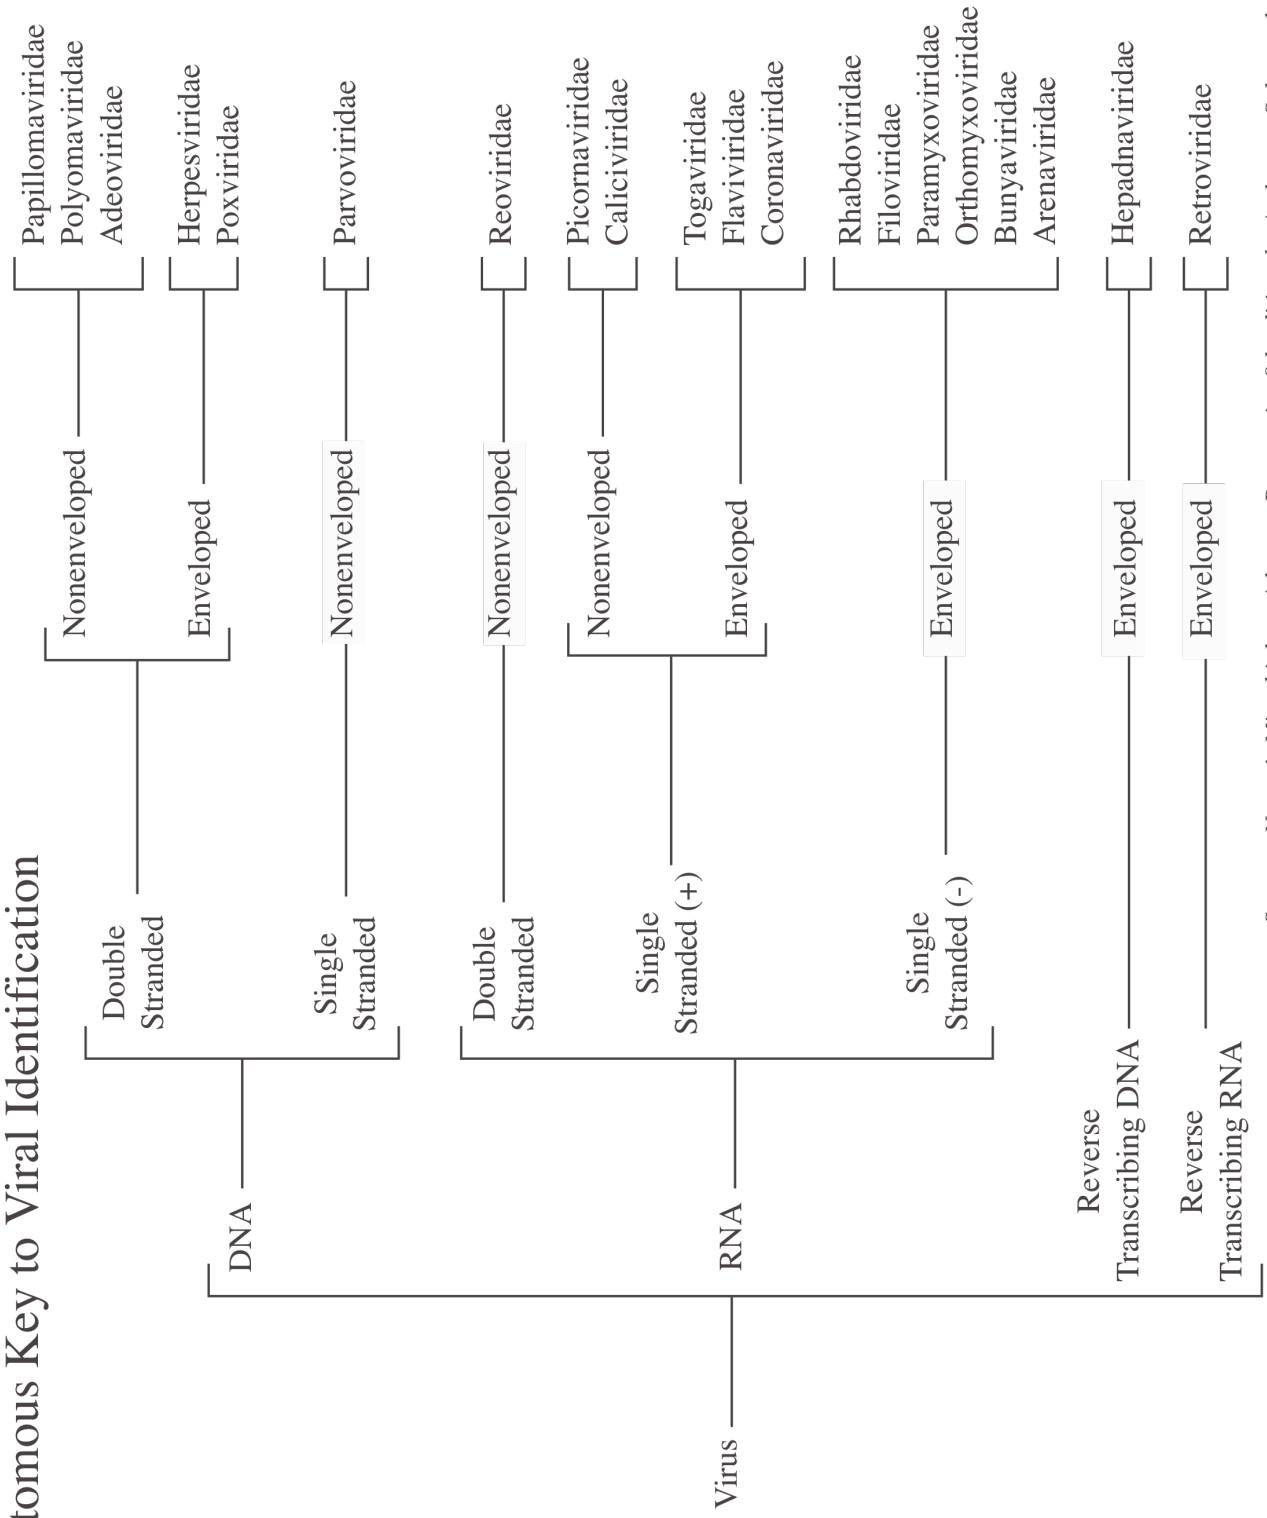 tomous Key to Viral Identification
Virus
DNA
Double
Stranded
Nonenveloped
Papillomaviridae
Polyomaviridae
Adeoviridae
Enveloped
Herpesviridae
Poxviridae
Single
Stranded
Nonenveloped
Parvoviridae
RNA
Double
Stranded
Nonenveloped
Reoviridae
Single
Stranded (+)
Nonenveloped
Picornaviridae
Caliciviridae
Enveloped
Togaviridae
Flaviviridae
Coronaviridae
Single
Stranded (-)
Enveloped
Rhabdoviridae
Filoviridae
Paramyxoviridae
Orthomyxoviridae
Bunyaviridae
Arenaviridae
Reverse
Transcribing DNA
Enveloped
Hepadnaviridae
Reverse
Transcribing RNA
Enveloped
Retroviridae